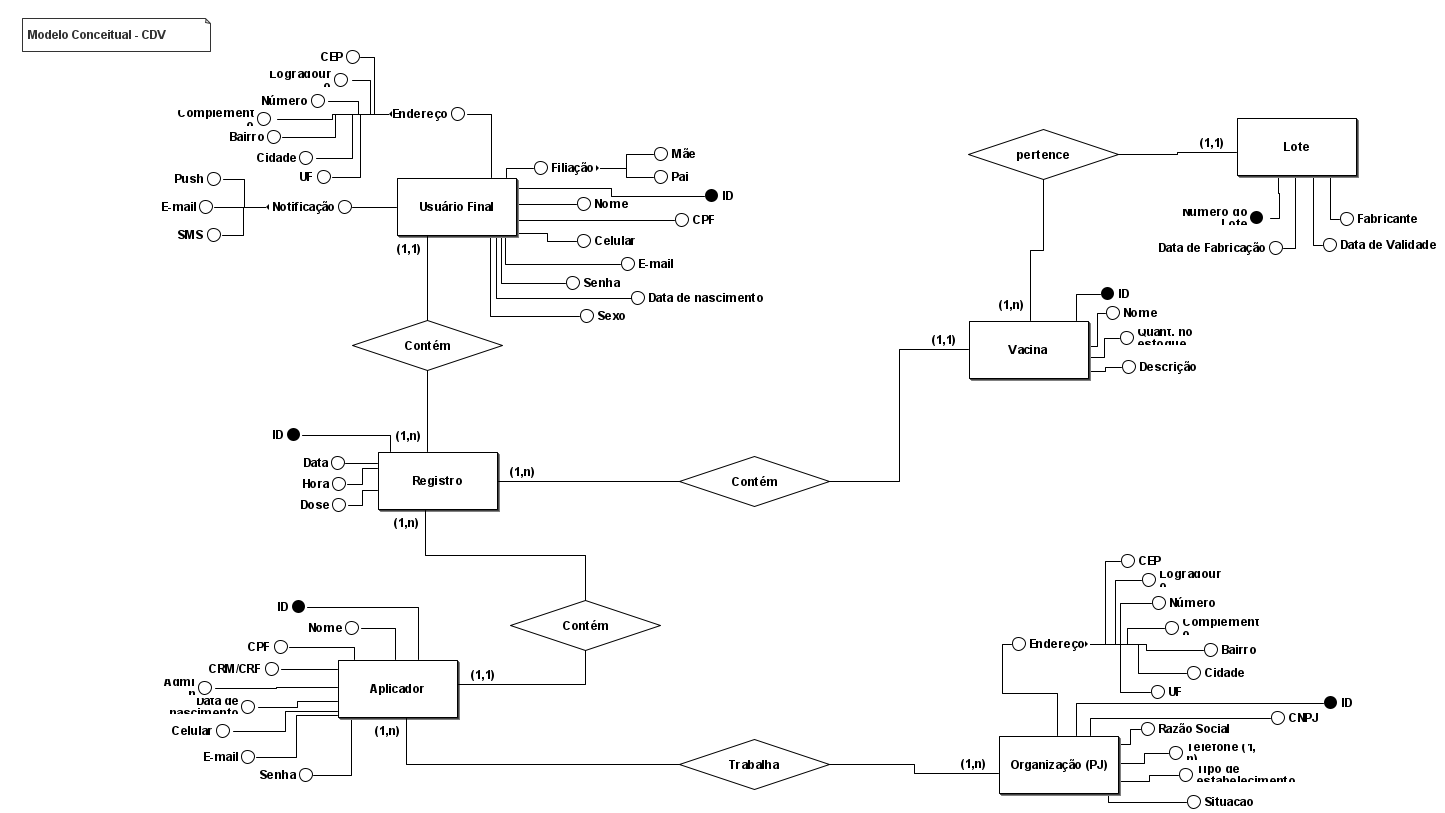 Modelo Conceitual - CDV
CEP
Logradour
o
Número
Complement
o
Bairro
Cidade
UF
Endereço
Push
E-mail
SMS
Notificação
Usuário Final
Filiação
Mãe
Pai
ID
Nome
CPF
Celular
E-mail
Senha
Data de nascimento
Sexo
(1,1)
Contém
(1,n)
pertence
(1,1)
Lote
Número do
Lote
Data de Fabricação
Fabricante
Data de Validade
(1,n)
ID
Nome
Quant. no
estoque
Descrição
Vacina
(1,1)
ID
Data
Hora
Dose
Registro
(1,n)
Contém
(1,n)
Contém
ID
Nome
CPF
CRM/CRF
Admi
n
Data de
nascimento
Celular
E-mail
Senha
Aplicador
(1,1)
(1,n)
Trabalha
(1,n)
CEP
Logradour
o
Número
Complement
o
Bairro
Cidade
UF
Endereço
ID
CNPJ
Razão Social
Telefone (1,
n)
Tipo de
estabelecimento
Situacao
Organização (PJ)